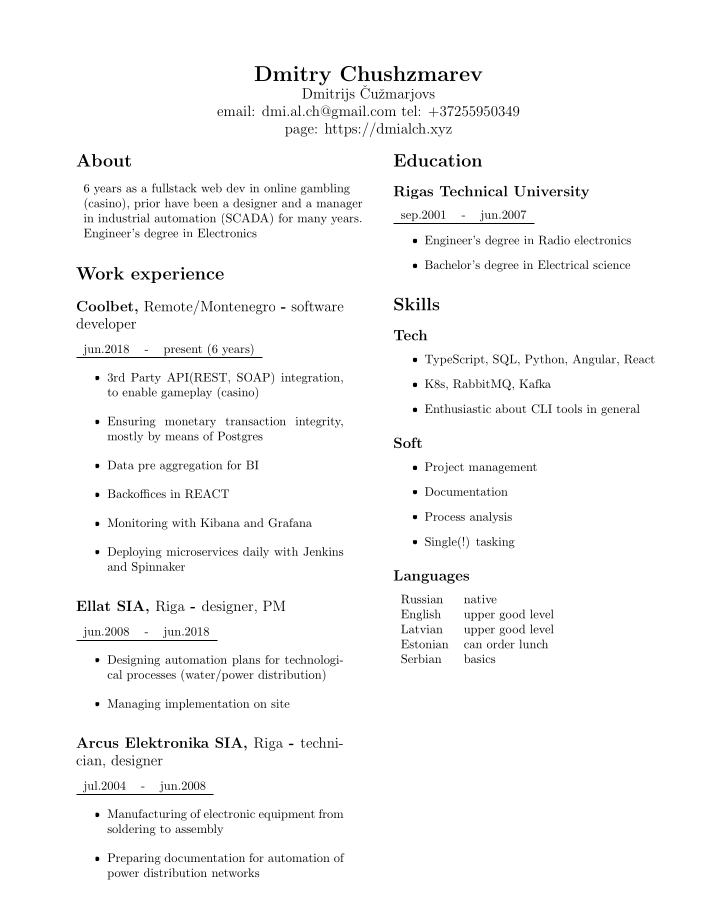 Dmitry Chushzmarev
Dmitrijs Čužmarjovs
email: dmi.al.ch@gmail.com tel: +37255950349
page: https://dmialch.xyz
About
6 years as a fullstack web dev in online gambling
(casino), prior have been a designer and a manager
in industrial automation (SCADA) for many years.
Engineer's degree in Electronics
Work experience
Coolbet, Remote/Montenegro - software
developer
jun.2018 - present (6 years)
• 3rd Party API(REST, SOAP) integration,
to enable gameplay (casino)
• Ensuring monetary transaction integrity,
mostly by means of Postgres
• Data pre aggregation for BI
• Backoffices in REACT
• Monitoring with Kibana and Grafana
• Deploying microservices daily with Jenkins
and Spinnaker
Ellat SIA, Riga - designer, PM
jun.2008 - jun.2018
• Designing automation plans for technologi-
cal processes (water/power distribution)
• Managing implementation on site
Arcus Elektronika SIA, Riga - techni-
cian, designer
jul.2004 - jun.2008
• Manufacturing of electronic equipment from
soldering to assembly
• Preparing documentation for automation of
power distribution networks
Education
Rigas Technical University
sep.2001 - jun.2007
• Engineer's degree in Radio electronics
• Bachelor's degree in Electrical science
Skills
Tech
• TypeScript, SQL, Python, Angular, React
• K8s, RabbitMQ, Kafka
• Enthusiastic about CLI tools in general
Soft
• Project management
• Documentation
• Process analysis
• Single(!) tasking
Languages
Russian native
English upper good level
Latvian upper good level
Estonian can order lunch
Serbian basics